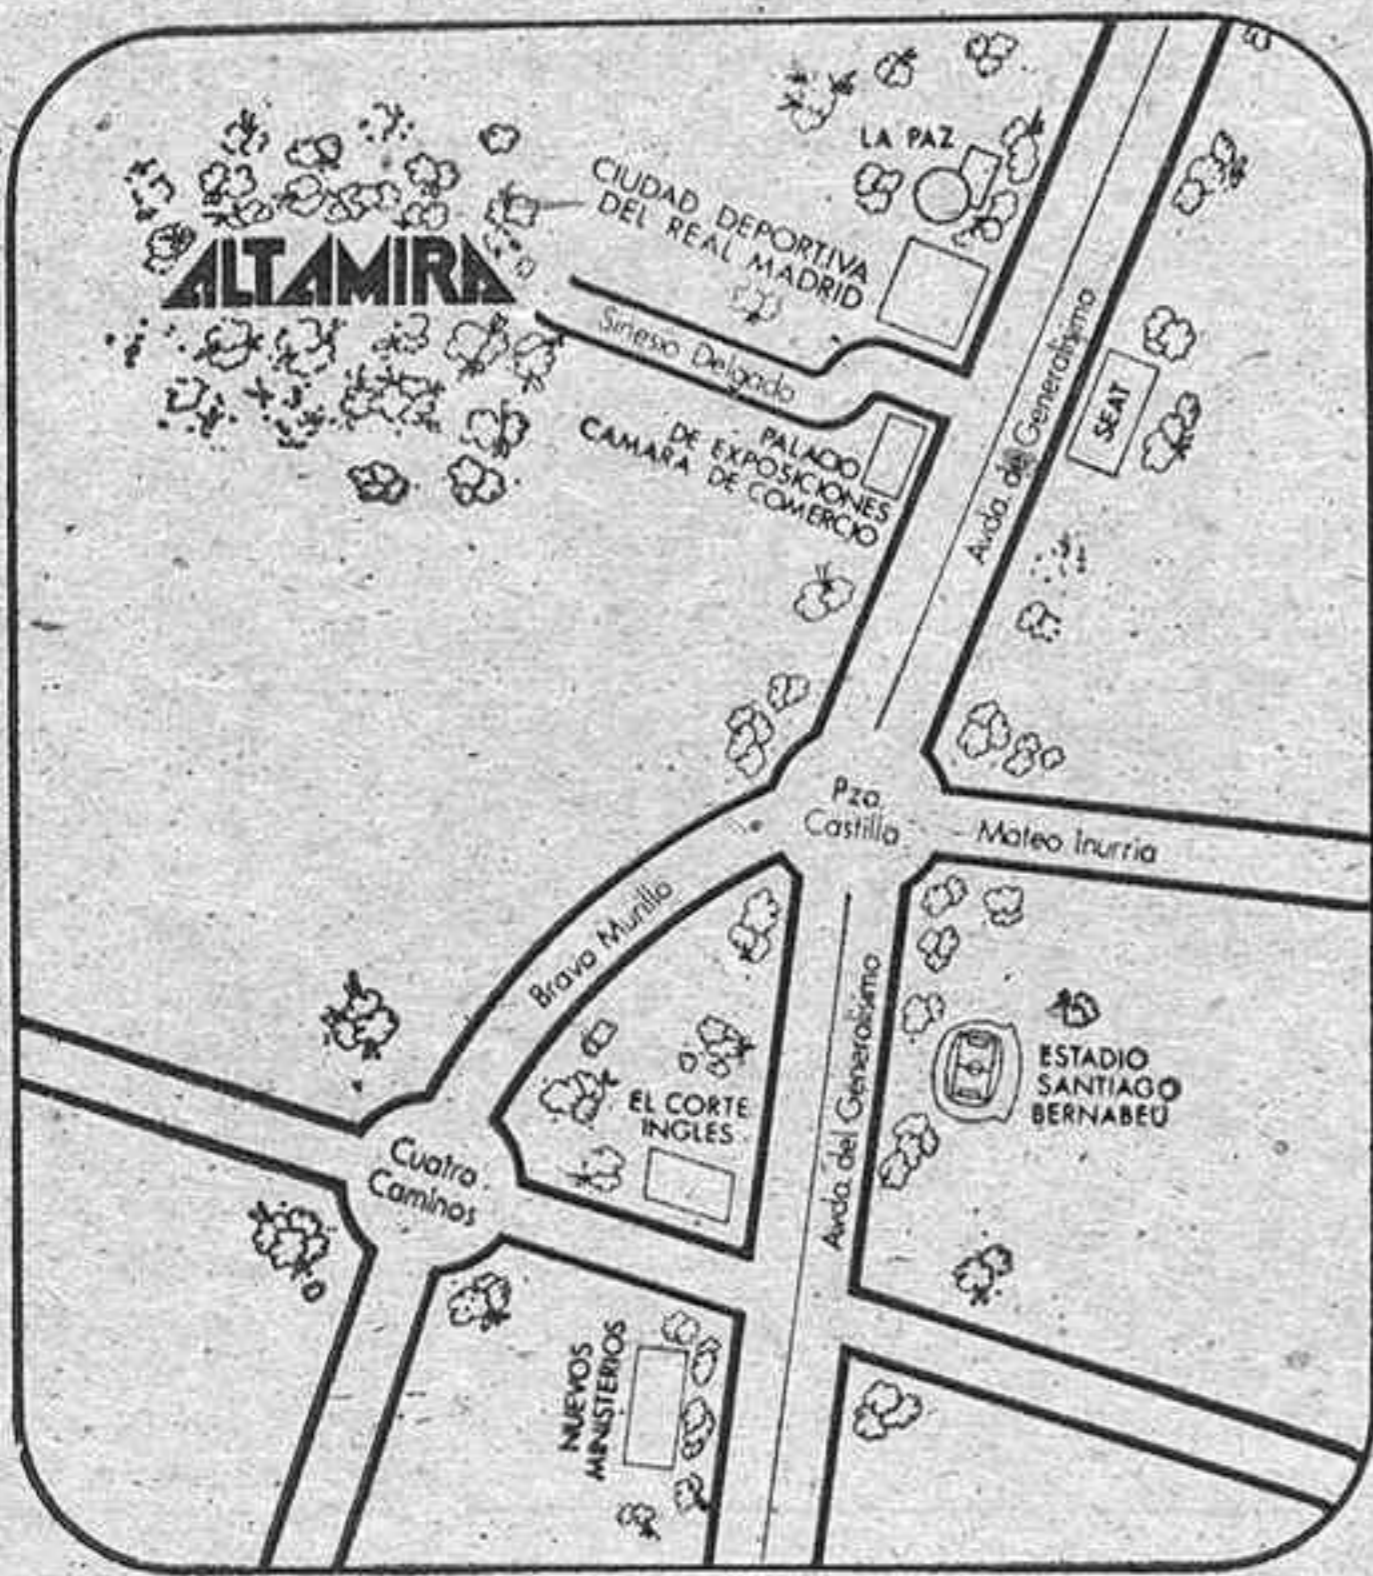 LA PAZ
CIUDAD DEPORTIVA
DEL REAL MADRID
ALTAMIRA
Sinesio Delgado
Avda. del Generalísimo
SEAT
PALACIO
DE EXPOSICIONES
CAMARA DE COMERCIO
Pza.
Castilla
Mateo Inurria
Bravo Murillo
Avda. del Generalísimo
ESTADIO
SANTIAGO
BERNABEU
EL CORTE
INGLES
Cuatro
Caminos
NUEVOS
MINISTERIOS